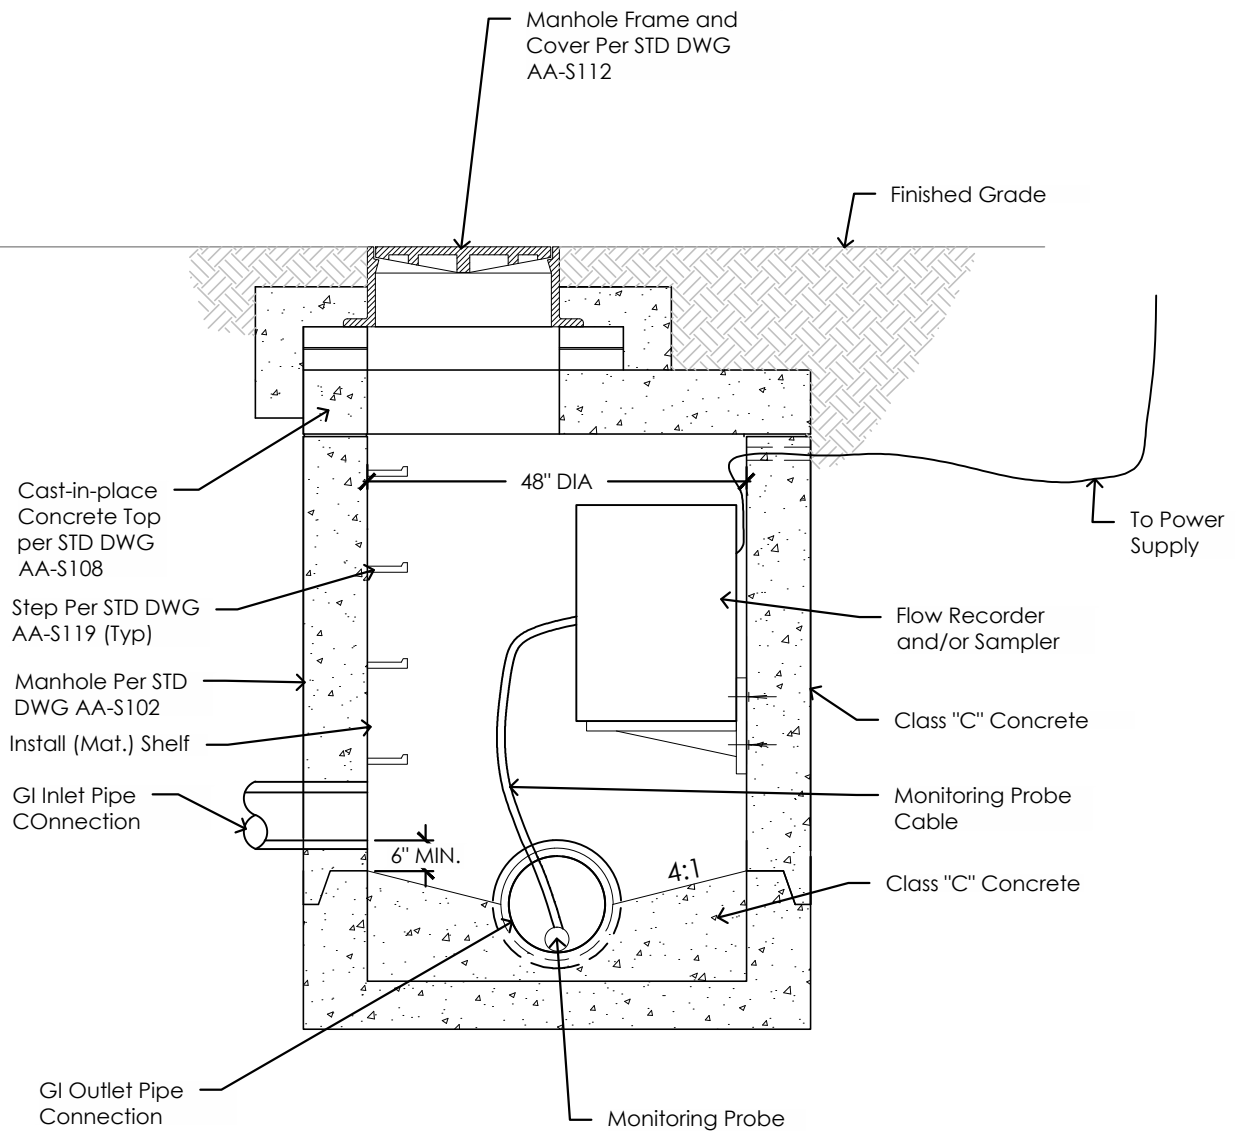 Manhole Frame and
Cover Per STD DWG
AA-S112
Finished Grade
48" DIA
Cast-in-place
Concrete Top
per STD DWG
AA-S108
To Power
Supply
Step Per STD DWG
AA-S119 (Typ)
Flow Recorder
and/or Sampler
Manhole Per STD
DWG AA-S102
Class "C" Concrete
Install (Mat.) Shelf
GI Inlet Pipe
COnnection
Monitoring Probe
Cable
6" MIN.
4:1
Class "C" Concrete
GI Outlet Pipe
Connection
Monitoring Probe